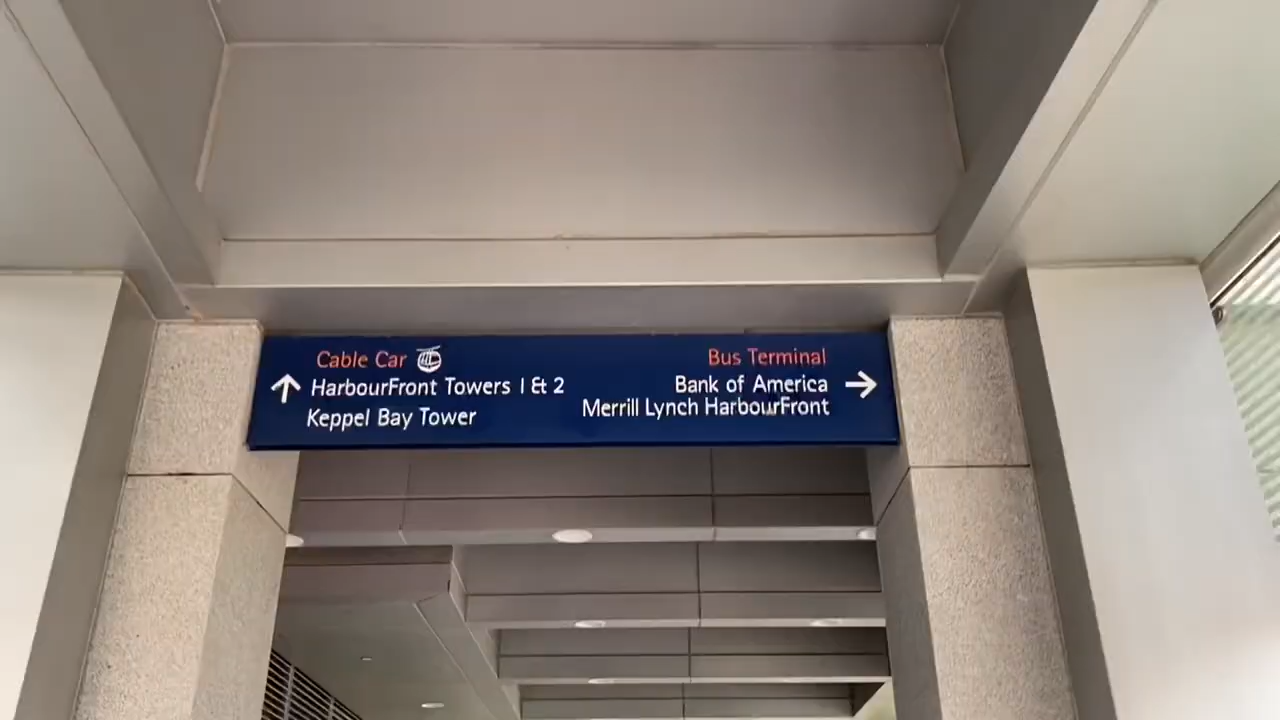 Cable Car
HarbourFront Towers 1 & 2
Keppel Bay Tower
Bus Terminal
Bank of America
Merrill Lynch HarbourFront